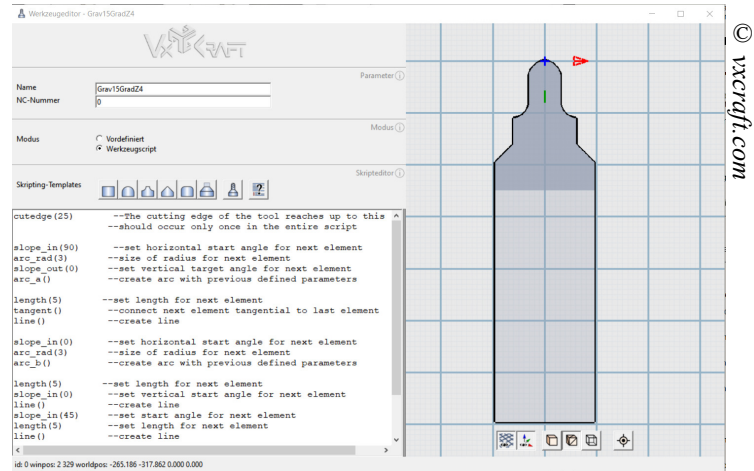 Werkzeugeditor - Grav15GradZ4
VXCRAFT
Parameter
Name
Grav15GradZ4
NC-Nummer
0
Modus
Modus
Vordefiniert
Werkzeugscript
Skripteditor
Skripting-Templates
cutedge(25) --The cutting edge of the tool reaches up to this
--should occur only once in the entire script
slope_in(90) --set horizontal start angle for next element
arc_rad(3) --size of radius for next element
slope_out(0) --set vertical target angle for next element
arc_a() --create arc with previous defined parameters
length(5) --set length for next element
tangent() --connect next element tangential to last element
line() --create line
slope_in(0) --set horizontal start angle for next element
arc_rad(3) --size of radius for next element
arc_b() --create arc with previous defined parameters
length(5) --set length for next element
slope_in(0) --set vertical start angle for next element
line() --create line
slope_in(45) --set start angle for next element
length(5) --set length for next element
line() --create line
id: 0 winpos: 2 329 worldpos: -265.186 -317.862 0.000 0.000
© vxcraft.com